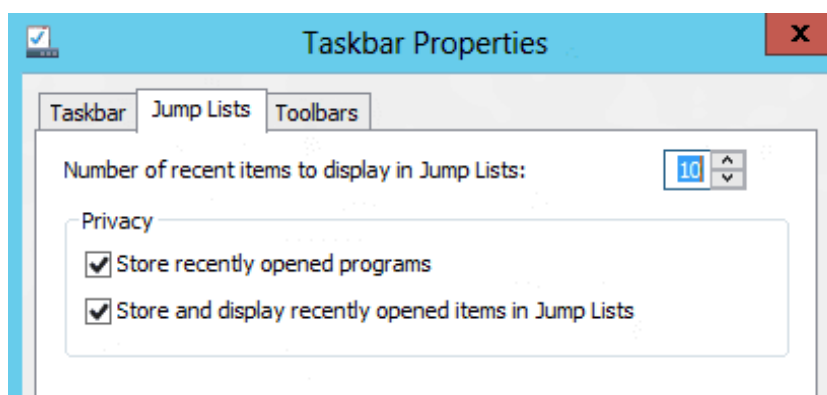 Taskbar Properties
x
Taskbar Jump Lists Toolbars
Number of recent items to display in Jump Lists: 10
Privacy
Store recently opened programs
Store and display recently opened items in Jump Lists